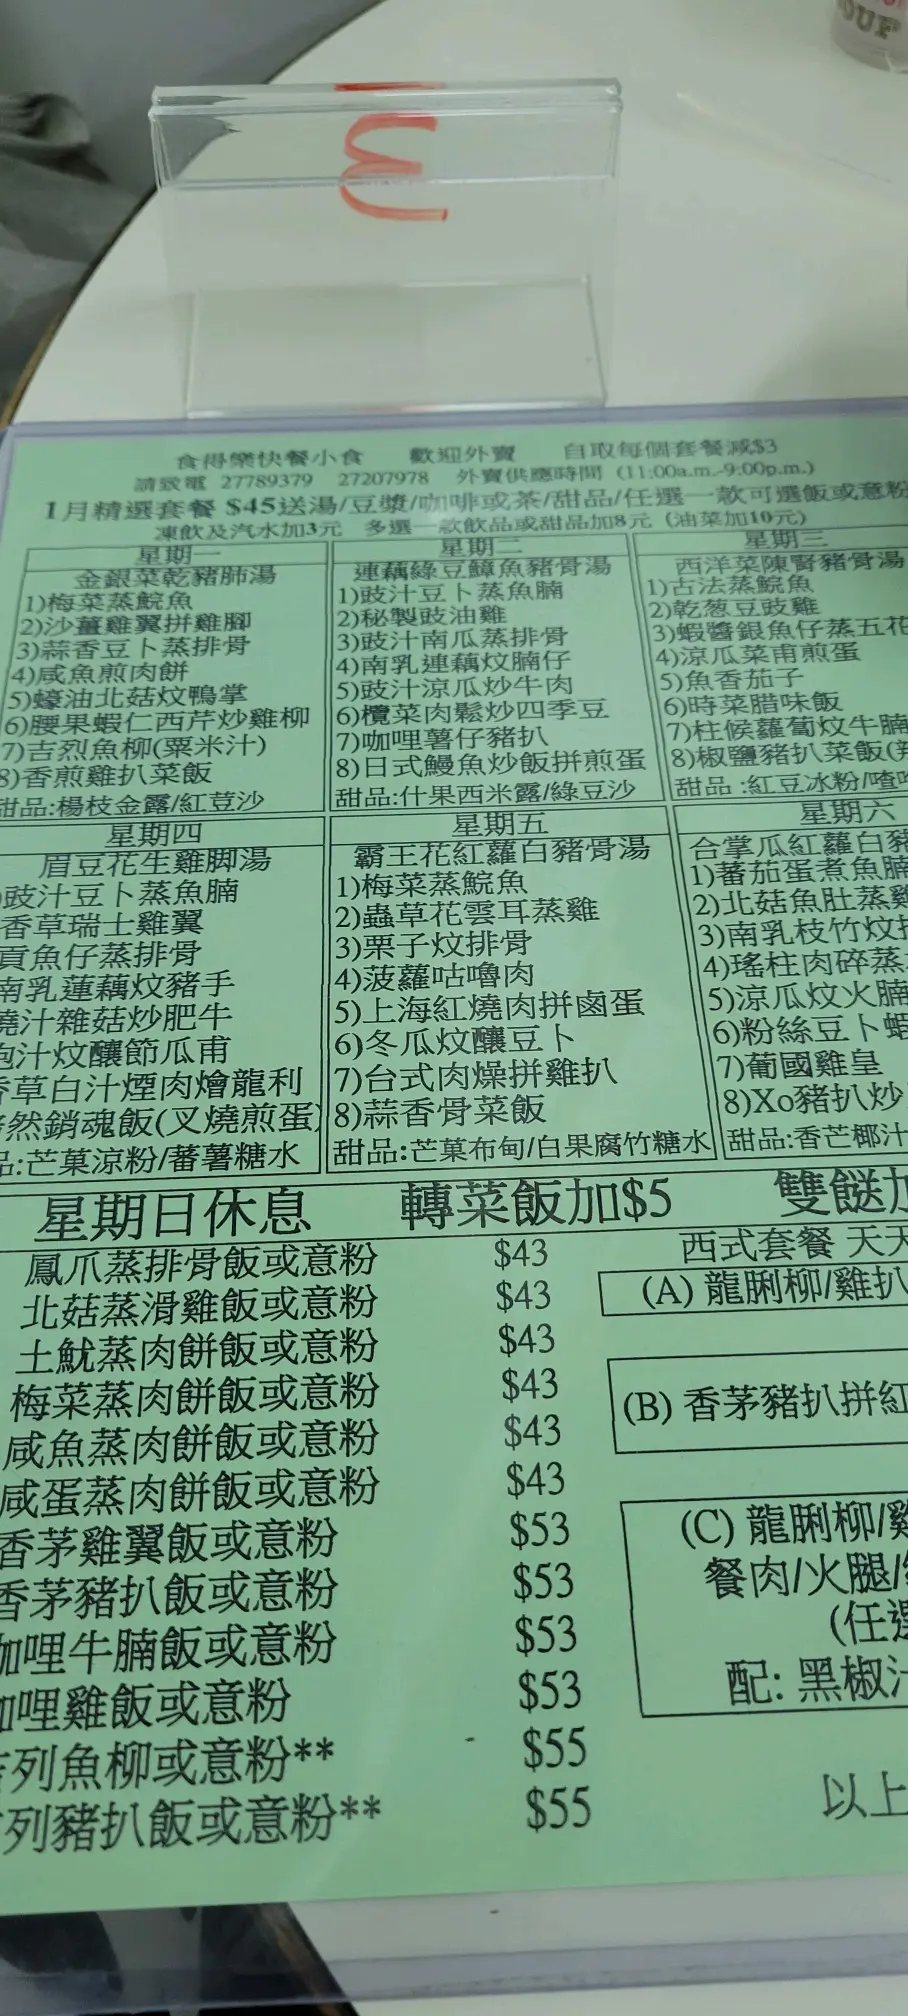 3
OUP
食得樂快餐小食 歡迎外賣 自取每個套餐減$3
請致電 27789379 27207978 外賣供應時間 (11:00a.m.-9:00p.m.)
1月精選套餐 $45送湯/豆漿/咖啡或茶/甜品/任選一款可選飯或意粉
凍飲及汽水加3元 多選一款飲品或甜品加8元 (油菜加10元)
星期一
金銀菜乾豬肺湯
1)梅菜蒸鯇魚
2)沙薑雞翼拼雞腳
3)蒜香豆卜蒸排骨
4)咸魚煎肉餅
5)蠔油北菇炆鴨掌
6)腰果蝦仁西芹炒雞柳
7)吉烈魚柳(粟米汁)
8)香煎雞扒菜飯
甜品:楊枝金露/紅荳沙
星期二
連藕綠豆鱆魚豬骨湯
1)豉汁豆卜蒸魚腩
2)秘製豉油雞
3)豉汁南瓜蒸排骨
4)南乳連藕炆腩仔
5)豉汁涼瓜炒牛肉
6)欖菜肉鬆炒四季豆
7)咖哩薯仔豬扒
8)日式鰻魚炒飯拼煎蛋
甜品:什果西米露/綠豆沙
星期三
西洋菜陳腎豬骨湯
1)古法蒸鯇魚
2)乾葱豆豉雞
3)蝦醬銀魚仔蒸五花
4)涼瓜菜甫煎蛋
5)魚香茄子
6)時菜腊味飯
7)柱候蘿蔔炆牛腩
8)椒鹽豬扒菜飯
甜品:紅豆冰粉/喳
星期四
眉豆花生雞脚湯
豉汁豆卜蒸魚腩
香草瑞士雞翼
貢魚仔蒸排骨
南乳蓮藕炆豬手
燒汁雜菇炒肥牛
鮑汁炆釀節瓜甫
香草白汁煙肉燴龍利
然銷魂飯(叉燒煎蛋)
品:芒菓涼粉/蕃薯糖水
星期五
霸王花紅蘿白豬骨湯
1)梅菜蒸鯇魚
2)蟲草花雲耳蒸雞
3)栗子炆排骨
4)菠蘿咕嚕肉
5)上海紅燒肉拼鹵蛋
6)冬瓜炆釀豆卜
7)台式肉燥拼雞扒
8)蒜香骨菜飯
甜品:芒菓布甸/白果腐竹糖水
星期六
合掌瓜紅蘿白豬
1)蕃茄蛋煮魚腩
2)北菇魚肚蒸雞
3)南乳枝竹炆
4)瑤柱肉碎蒸
5)涼瓜炆火腩
6)粉絲豆卜蝦
7)葡國雞皇
8)Xo豬扒炒
甜品:香芒椰汁
星期日休息 轉菜飯加$5 雙餸加
鳳爪蒸排骨飯或意粉 $43
北菇蒸滑雞飯或意粉 $43
土魷蒸肉餅飯或意粉 $43
梅菜蒸肉餅飯或意粉 $43
咸魚蒸肉餅飯或意粉 $43
咸蛋蒸肉餅飯或意粉 $43
香茅雞翼飯或意粉 $53
香茅豬扒飯或意粉 $53
咖哩牛腩飯或意粉 $53
咖哩雞飯或意粉 $53
吉列魚柳或意粉** $55
列豬扒飯或意粉** $55
西式套餐 天天
(A) 龍脷柳/雞扒
(B) 香茅豬扒拼紅
(C) 龍脷柳/雞
餐肉/火腿/
(任選
配: 黑椒汁
以上